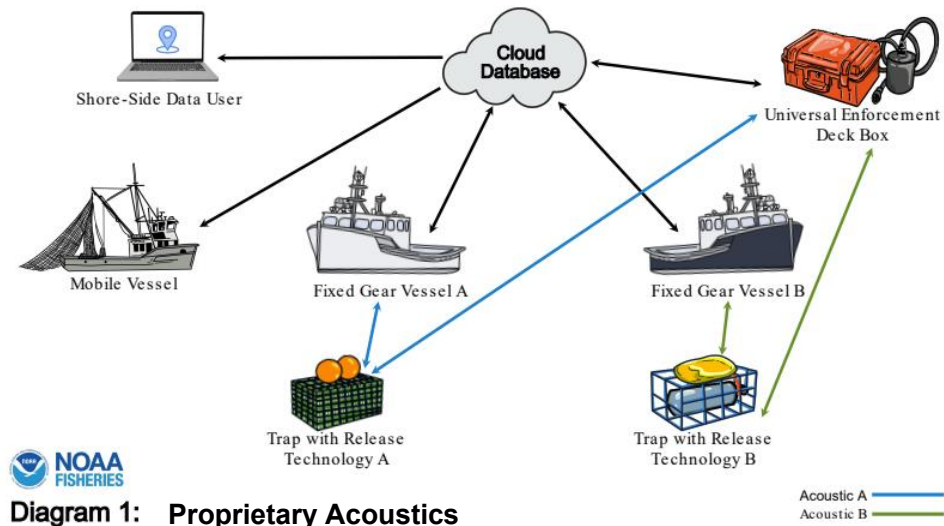 Cloud
Database
Shore-Side Data User
Universal Enforcement
Deck Box
Mobile Vessel
Fixed Gear Vessel A
Fixed Gear Vessel B
Trap with Release
Technology A
Trap with Release
Technology B
NOAA
FISHERIES
Diagram 1: Proprietary Acoustics
Acoustic A
Acoustic B